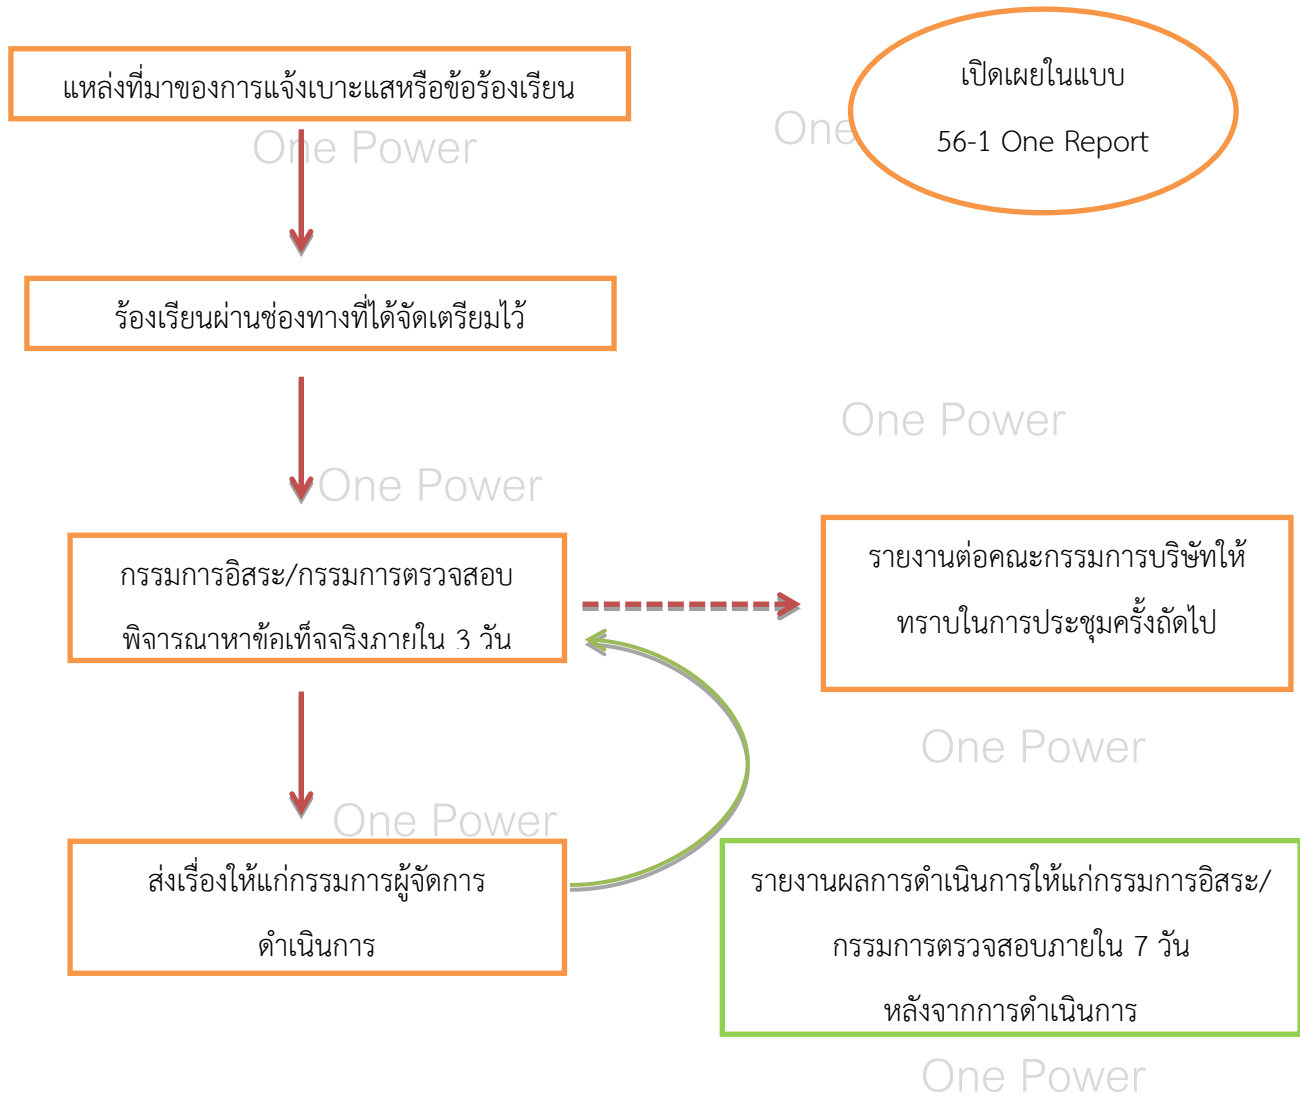 แหล่งที่มาของการแจ้งเบาะแสหรือข้อร้องเรียน
เปิดเผยในแบบ
56-1 One Report
One Power
One
ร้องเรียนผ่านช่องทางที่ได้จัดเตรียมไว้
One Power
One Power
กรรมการอิสระ/กรรมการตรวจสอบ
พิจารณาหาข้อเท็จจริงภายใน 3 วัน
รายงานต่อคณะกรรมการบริษัทให้
ทราบในการประชุมครั้งถัดไป
One Power
One Power
ส่งเรื่องให้แก่กรรมการผู้จัดการ
ดำเนินการ
รายงานผลการดำเนินการให้แก่กรรมการอิสระ/
กรรมการตรวจสอบภายใน 7 วัน
หลังจากการดำเนินการ
One Power